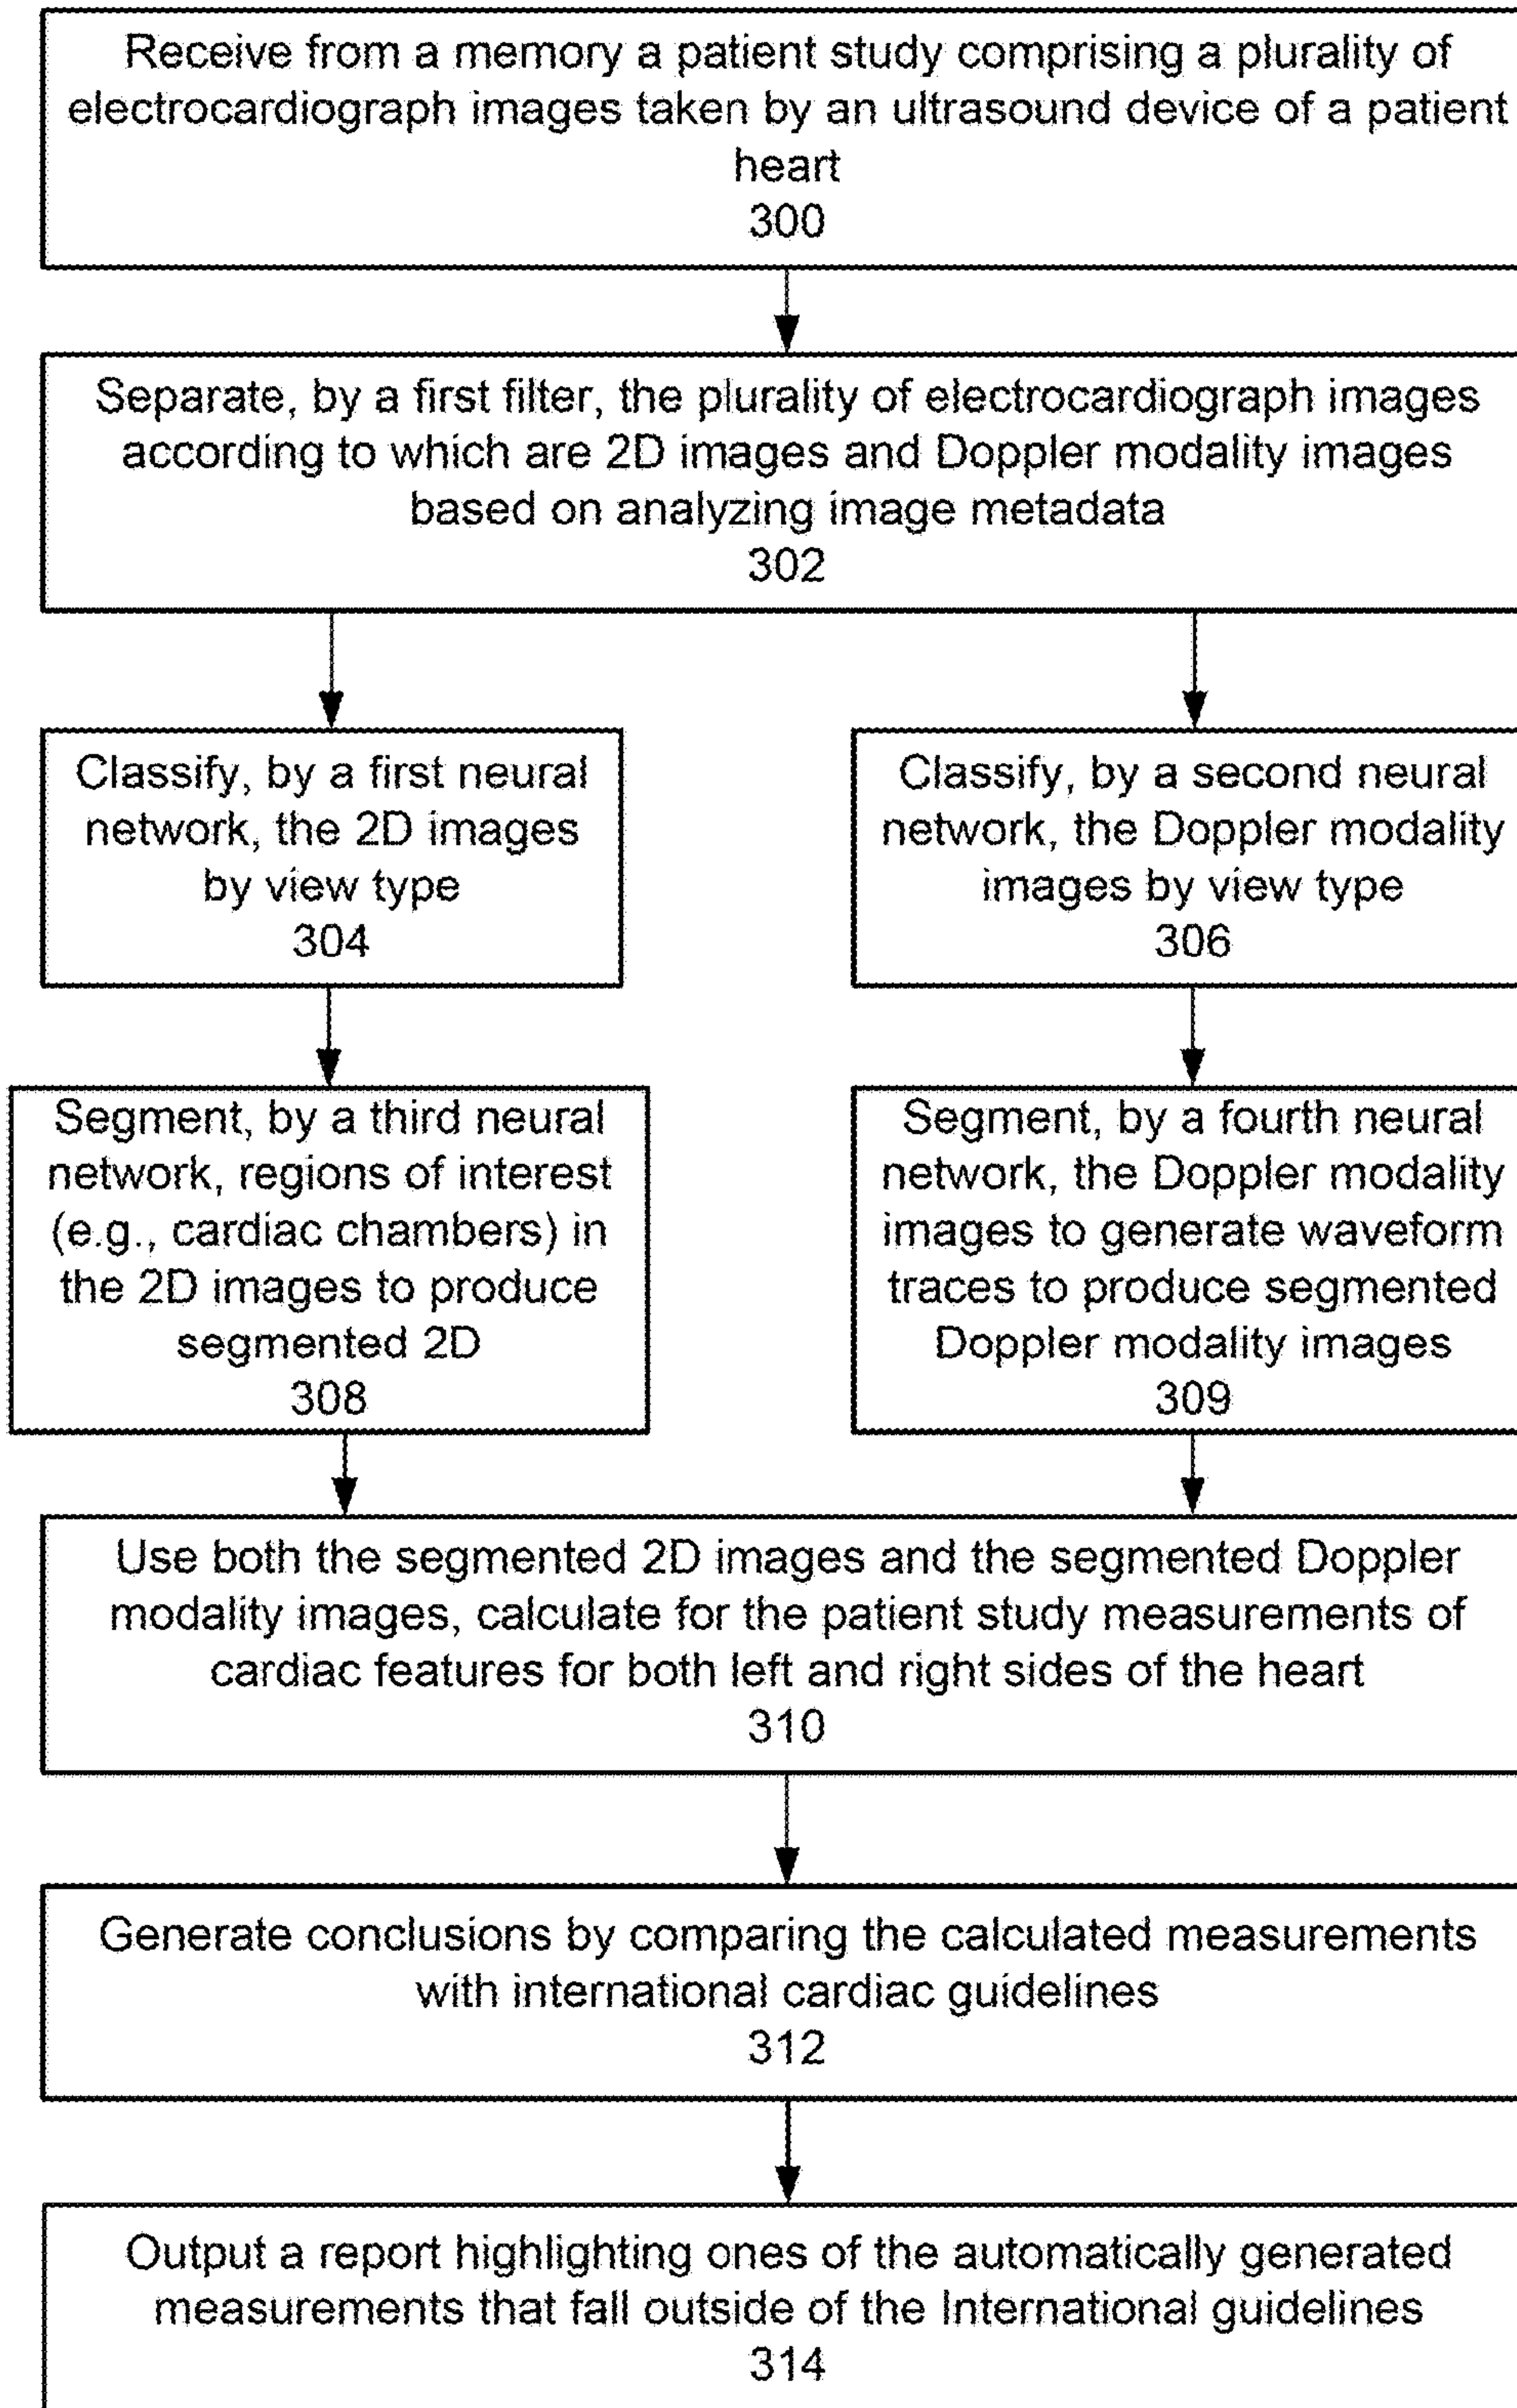 Receive from a memory a patient study comprising a plurality of
electrocardiograph images taken by an ultrasound device of a patient
heart
300
Separate, by a first filter, the plurality of electrocardiograph images
according to which are 2D images and Doppler modality images
based on analyzing image metadata
302
Classify, by a first neural
network, the 2D images
by view type
304
Classify, by a second neural
network, the Doppler modality
images by view type
306
Segment, by a third neural
network, regions of interest
(e.g., cardiac chambers) in
the 2D images to produce
segmented 2D
308
Segment, by a fourth neural
network, the Doppler modality
images to generate waveform
traces to produce segmented
Doppler modality images
309
Use both the segmented 2D images and the segmented Doppler
modality images, calculate for the patient study measurements of
cardiac features for both left and right sides of the heart
310
Generate conclusions by comparing the calculated measurements
with international cardiac guidelines
312
Output a report highlighting ones of the automatically generated
measurements that fall outside of the International guidelines
314